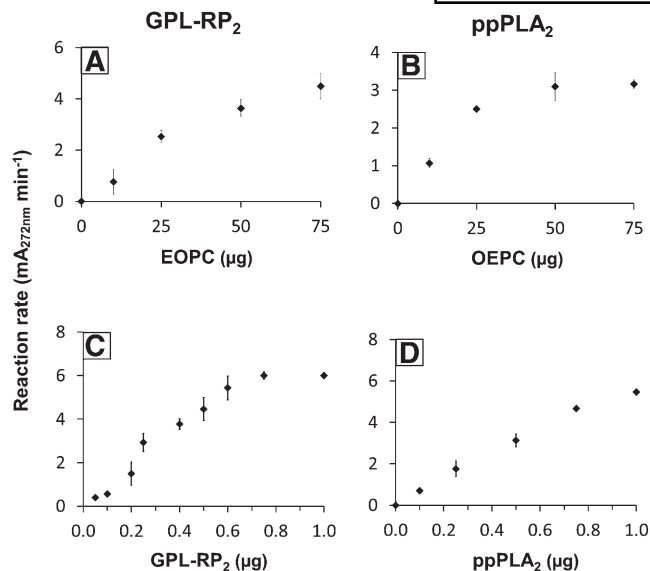 GPL-RP₂
ppPLA₂
A
6
4
2
0
0 25 50 75
EOPC (µg)
B
4
3
2
1
0
0 25 50 75
OEPC (µg)
Reaction rate (mA₂₇₂ₙₘ min⁻¹)
C
8
6
4
2
0
0.0 0.2 0.4 0.6 0.8 1.0
GPL-RP₂ (µg)
D
8
6
4
2
0
0.0 0.2 0.4 0.6 0.8 1.0
ppPLA₂ (µg)